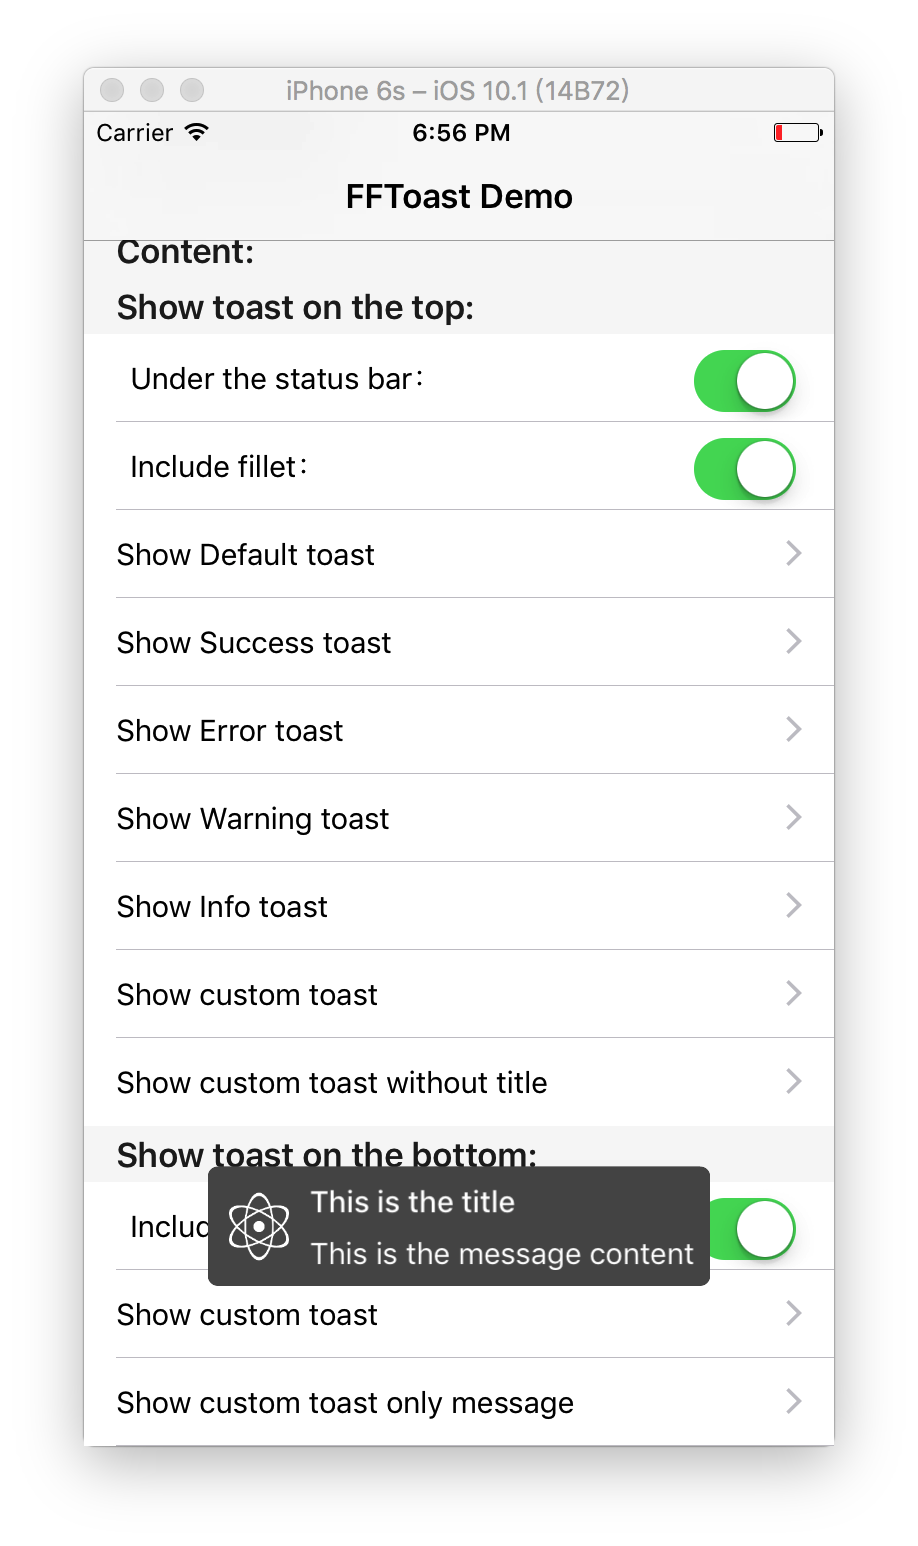 iPhone 6s – iOS 10.1 (14B72)
Carrier 6:56 PM
FFToast Demo
Content:
Show toast on the top:
Under the status bar:
Include fillet:
Show Default toast
Show Success toast
Show Error toast
Show Warning toast
Show Info toast
Show custom toast
Show custom toast without title
Show toast on the bottom:
This is the title
This is the message content
Show custom toast
Show custom toast only message